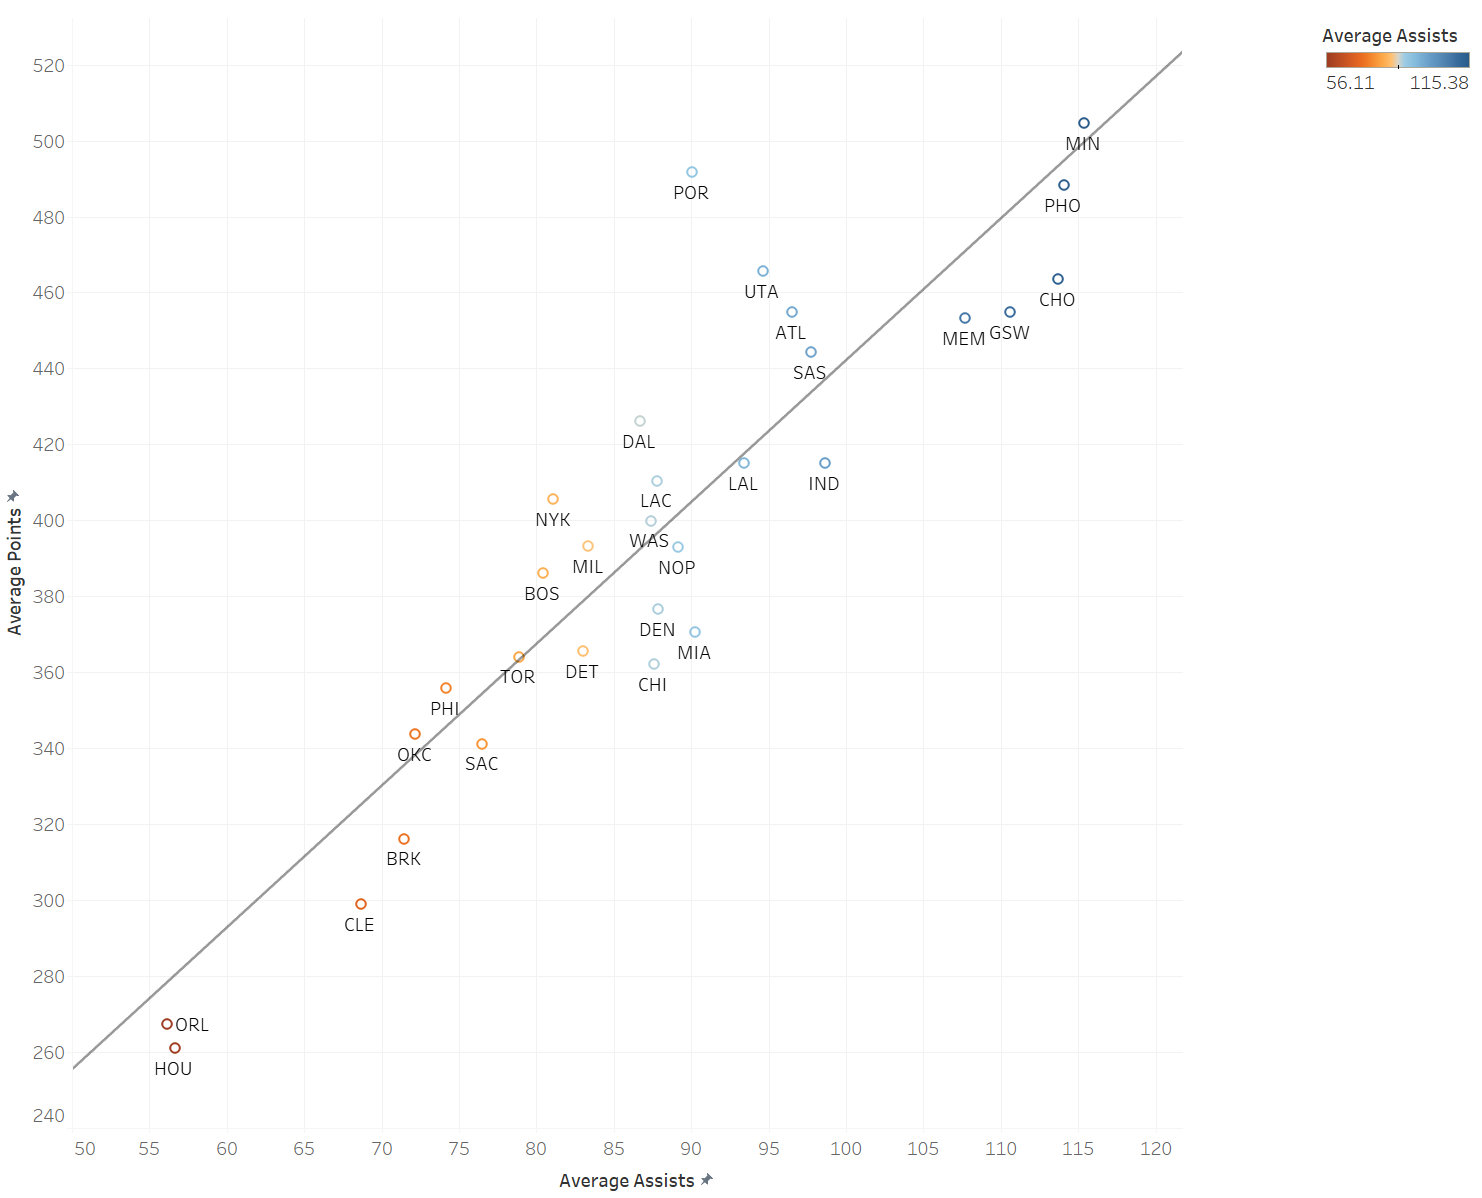 Average Assists
56.11 115.38
520
500
480
460
440
420
400
380
360
340
320
300
280
260
240
Average Points
MIN
POR
PHO
UTA
CHO
ATL
MEM GSW
SAS
DAL
LAL
IND
LAC
NYK
WAS
MIL
NOP
BOS
DEN
MIA
TOR
DET
CHI
PHI
OKC
SAC
BRK
CLE
ORL
HOU
50 55 60 65 70 75 80 85 90 95 100 105 110 115 120
Average Assists